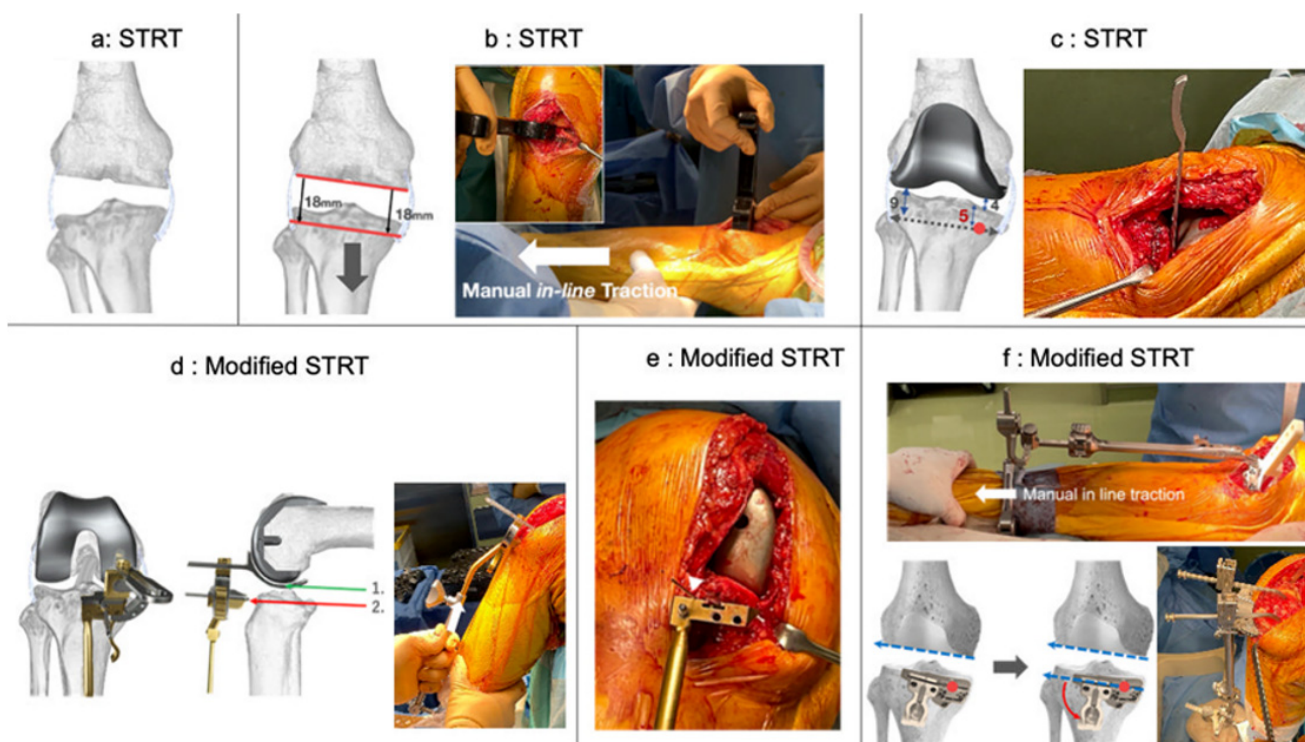 a: STRT
b : STRT
18mm
18mm
Manual in-line Traction
c : STRT
9
5
4
d : Modified STRT
1.
2.
e : Modified STRT
f : Modified STRT
Manual in line traction